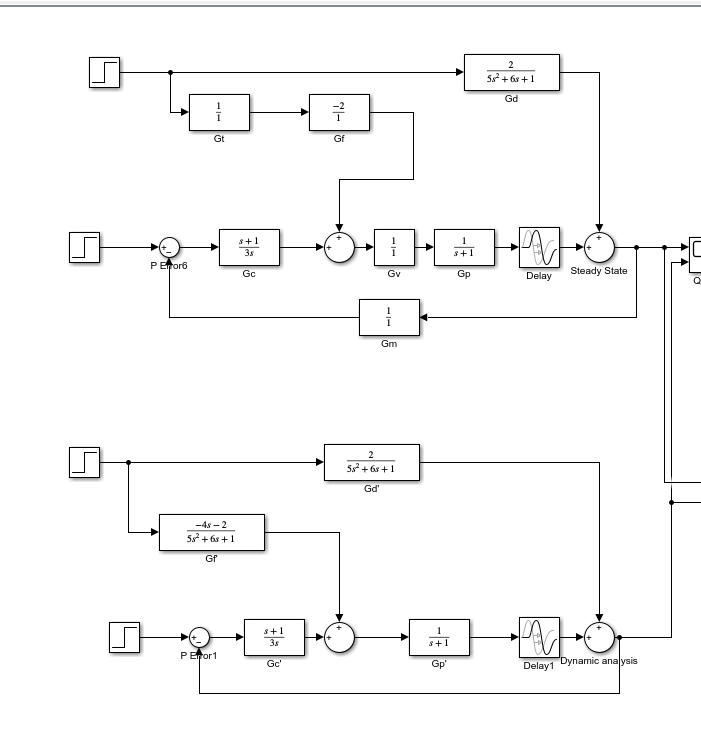 2
5s² + 6s + 1
Gd
1
1
Gt
−2
1
Gf
+
−
P Error6
s + 1
3s
Gc
+
+
1
1
Gv
1
s + 1
Gp
Delay
+
+
Steady State
Q
1
1
Gm
2
5s² + 6s + 1
Gd'
−4s − 2
5s² + 6s + 1
Gf'
+
−
P Error1
s + 1
3s
Gc'
+
+
1
s + 1
Gp'
Delay1
+
+
Dynamic analysis